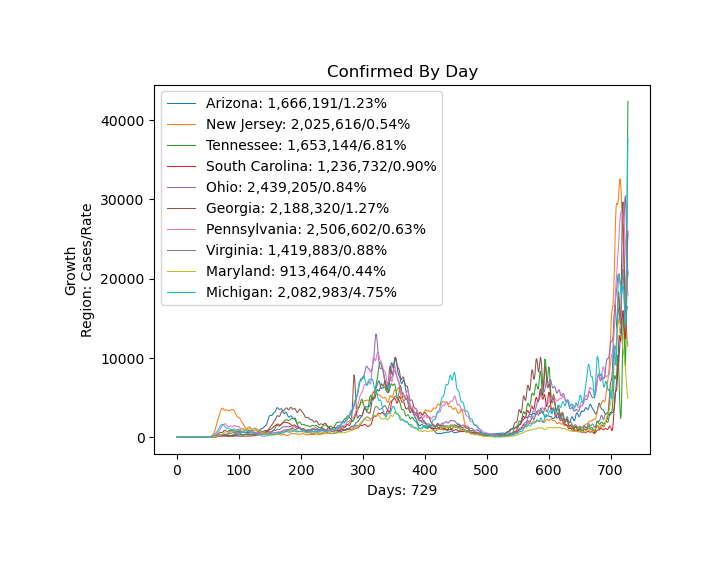 Confirmed By Day
Arizona: 1,666,191/1.23%
New Jersey: 2,025,616/0.54%
Tennessee: 1,653,144/6.81%
South Carolina: 1,236,732/0.90%
Ohio: 2,439,205/0.84%
Georgia: 2,188,320/1.27%
Pennsylvania: 2,506,602/0.63%
Virginia: 1,419,883/0.88%
Maryland: 913,464/0.44%
Michigan: 2,082,983/4.75%
Growth
Region: Cases/Rate
40000
30000
20000
10000
0
0 100 200 300 400 500 600 700
Days: 729